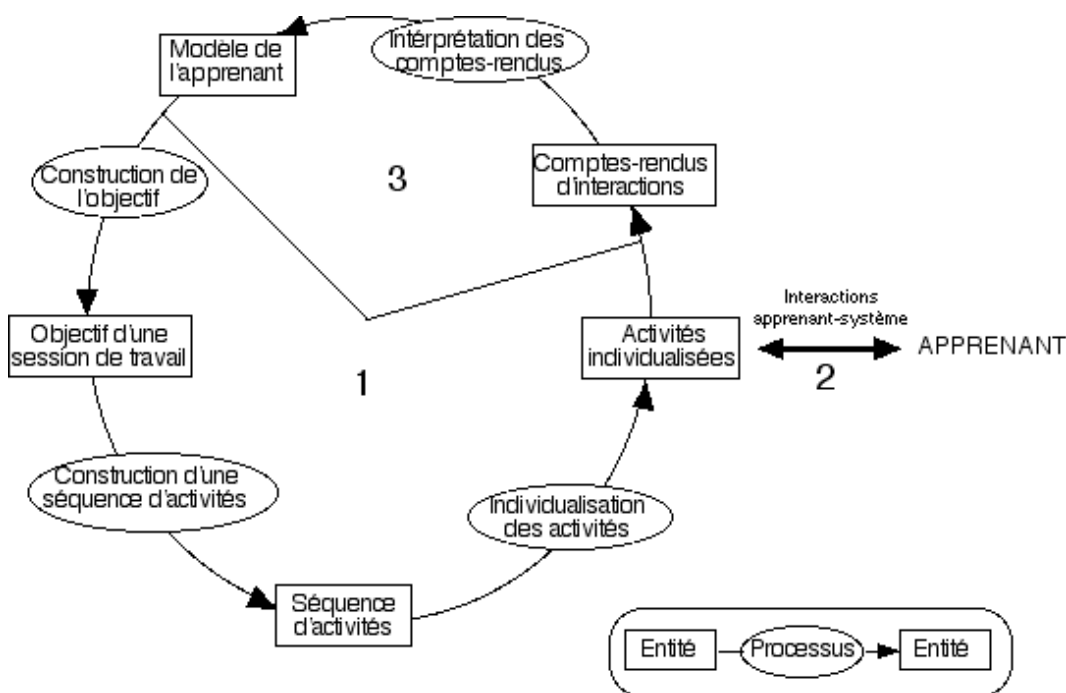 Modèle de
l'apprenant
Intérprétation des
comptes-rendus
Construction de
l'objectif
3
Comptes-rendus
d'interactions
Objectif d'une
session de travail
1
Activités
individualisées
Interactions
apprenant-système
2
APPRENANT
Construction d'une
séquence d'activités
Individualisation
des activités
Séquence
d'activités
Entité
Processus
Entité